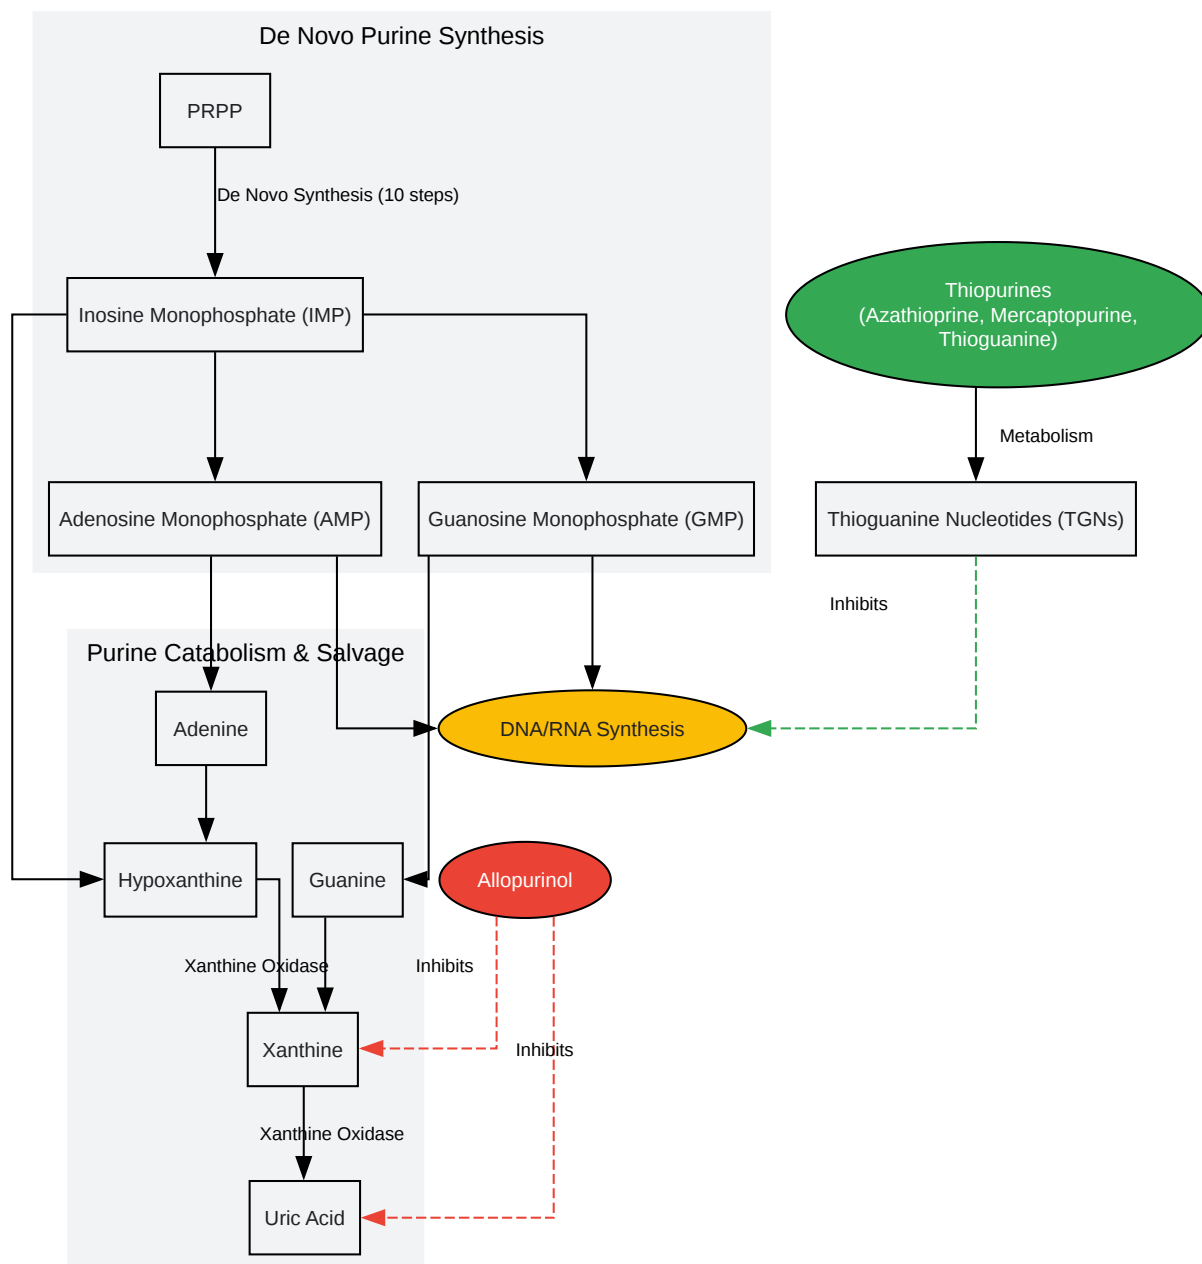 De Novo Purine Synthesis
PRPP
De Novo Synthesis (10 steps)
Inosine Monophosphate (IMP)
Thiopurines
(Azathioprine, Mercaptopurine,
Thioguanine)
Metabolism
Adenosine Monophosphate (AMP)
Guanosine Monophosphate (GMP)
Thioguanine Nucleotides (TGNs)
Inhibits
Purine Catabolism & Salvage
Adenine
DNA/RNA Synthesis
Hypoxanthine
Guanine
Allopurinol
Xanthine Oxidase
Inhibits
Xanthine
Inhibits
Xanthine Oxidase
Uric Acid